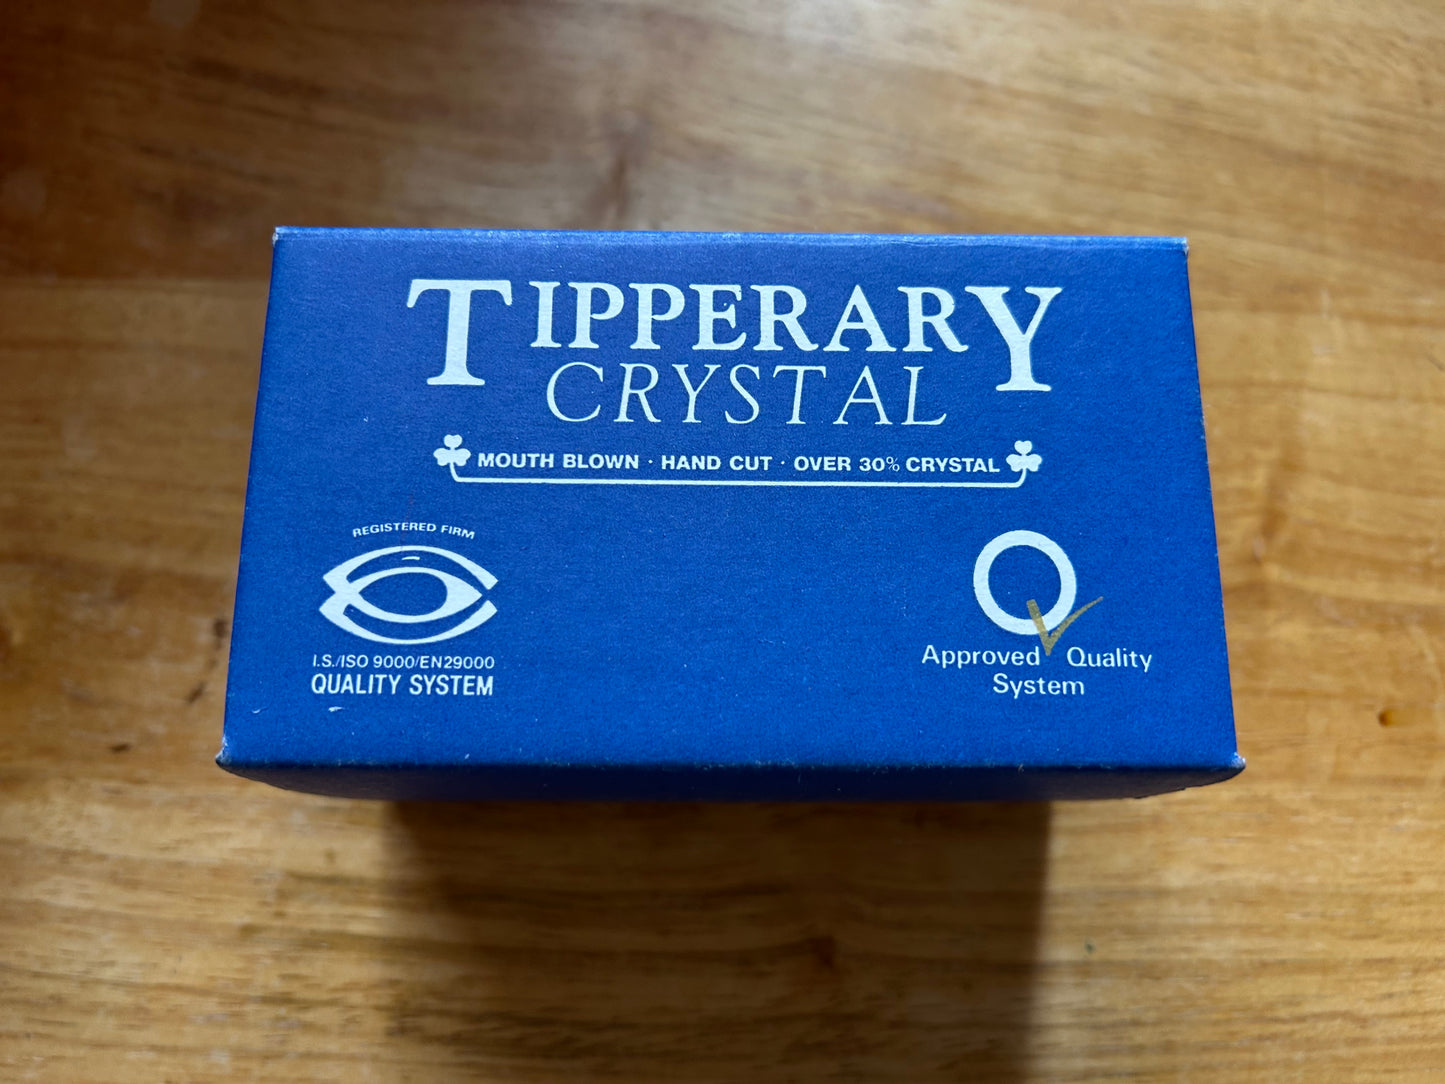 TIPPERARY
CRYSTAL
MOUTH BLOWN · HAND CUT · OVER 30% CRYSTAL
REGISTERED FIRM
I.S./ISO 9000/EN29000
QUALITY SYSTEM
Q
Approved Quality
System